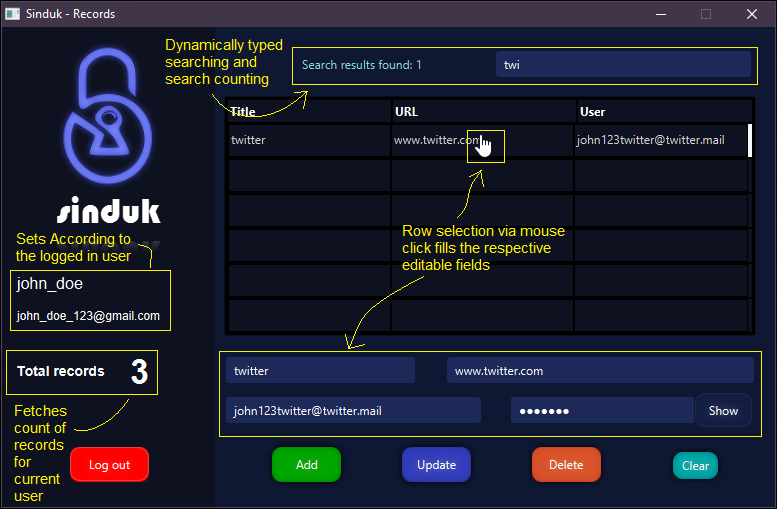 Sinduk - Records
Dynamically typed
searching and
search counting
Search results found: 1
twi
Title URL User
twitter www.twitter.com john123twitter@twitter.mail
sinduk
Sets According to
the logged in user
john_doe
john_doe_123@gmail.com
Row selection via mouse
click fills the respective
editable fields
Total records 3
twitter www.twitter.com
john123twitter@twitter.mail ●●●●●●● Show
Fetches
count of
records
for
current
user
Log out Add Update Delete Clear